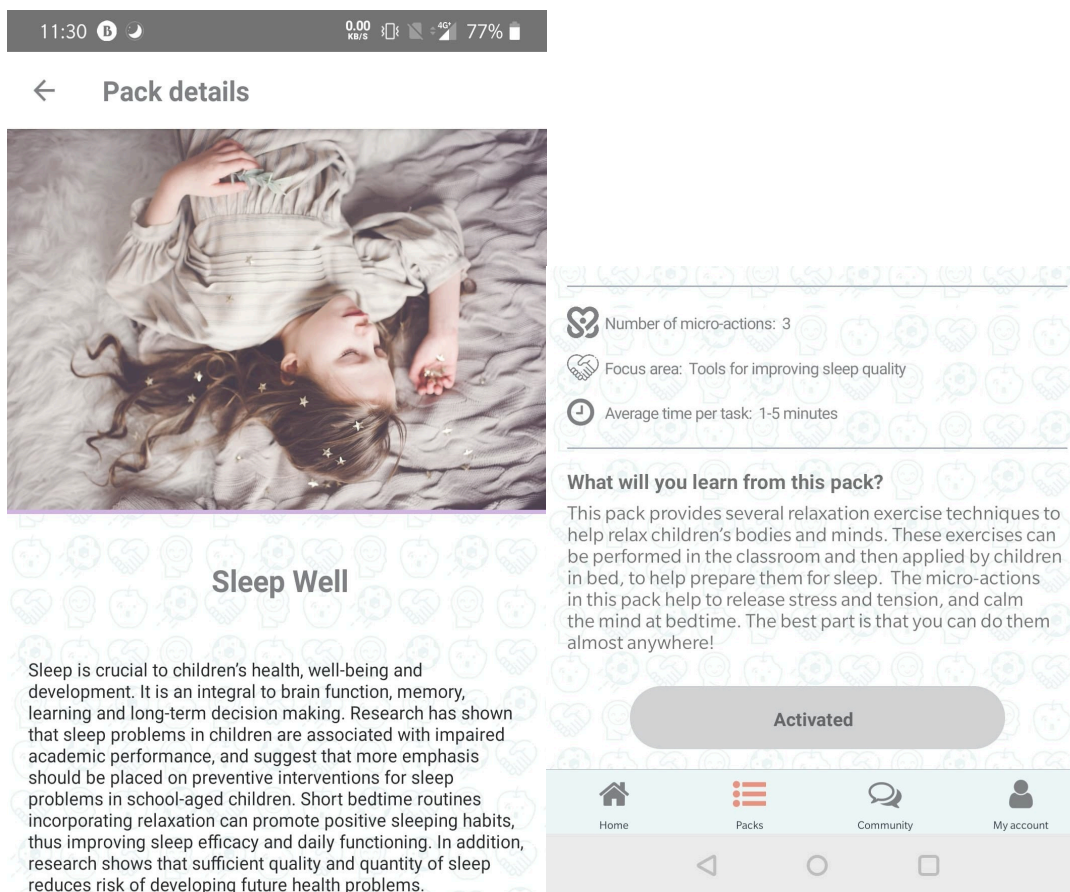 11:30 B 0.00 KB/S 4G+ 77%
Pack details
Sleep Well
Sleep is crucial to children's health, well-being and
development. It is an integral to brain function, memory,
learning and long-term decision making. Research has shown
that sleep problems in children are associated with impaired
academic performance, and suggest that more emphasis
should be placed on preventive interventions for sleep
problems in school-aged children. Short bedtime routines
incorporating relaxation can promote positive sleeping habits,
thus improving sleep efficacy and daily functioning. In addition,
research shows that sufficient quality and quantity of sleep
reduces risk of developing future health problems.
Number of micro-actions: 3
Focus area: Tools for improving sleep quality
Average time per task: 1-5 minutes
What will you learn from this pack?
This pack provides several relaxation exercise techniques to
help relax children's bodies and minds. These exercises can
be performed in the classroom and then applied by children
in bed, to help prepare them for sleep. The micro-actions
in this pack help to release stress and tension, and calm
the mind at bedtime. The best part is that you can do them
almost anywhere!
Activated
Home Packs Community My account